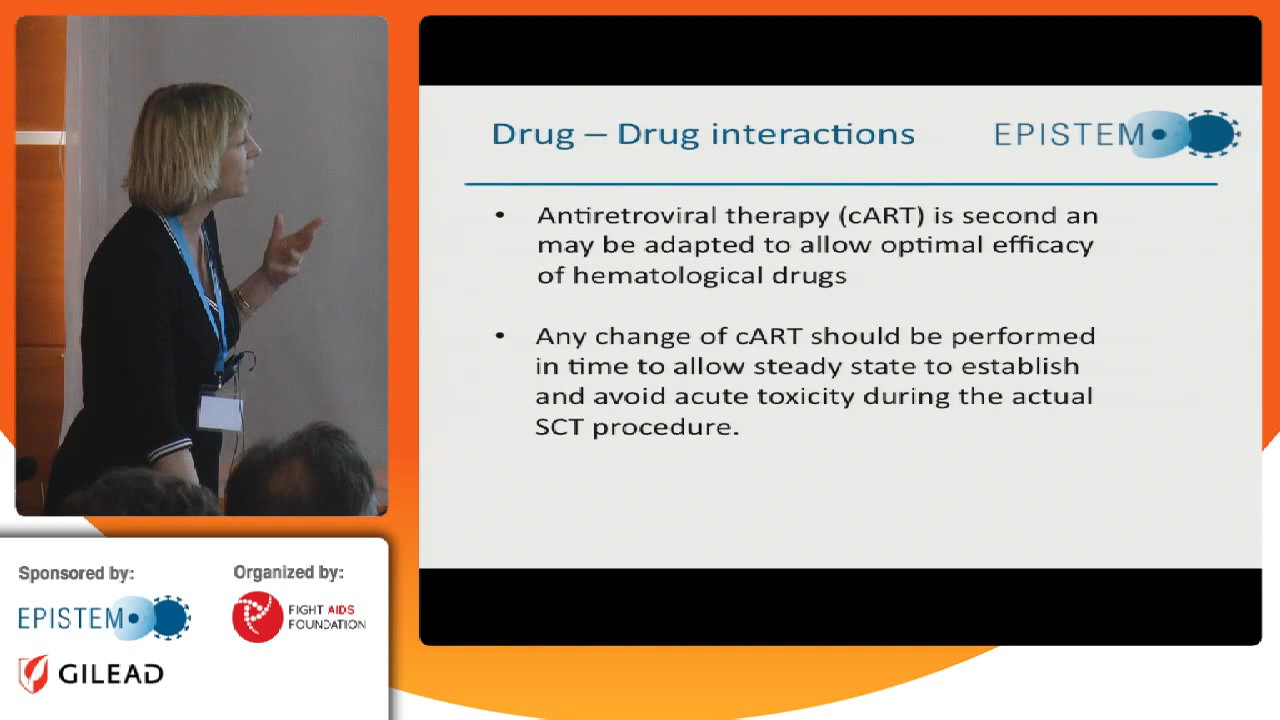 Drug – Drug interactions
EPISTEM
• Antiretroviral therapy (cART) is second an
may be adapted to allow optimal efficacy
of hematological drugs
• Any change of cART should be performed
in time to allow steady state to establish
and avoid acute toxicity during the actual
SCT procedure.
Sponsored by:
EPISTEM
GILEAD
Organized by:
FIGHT AIDS
FOUNDATION